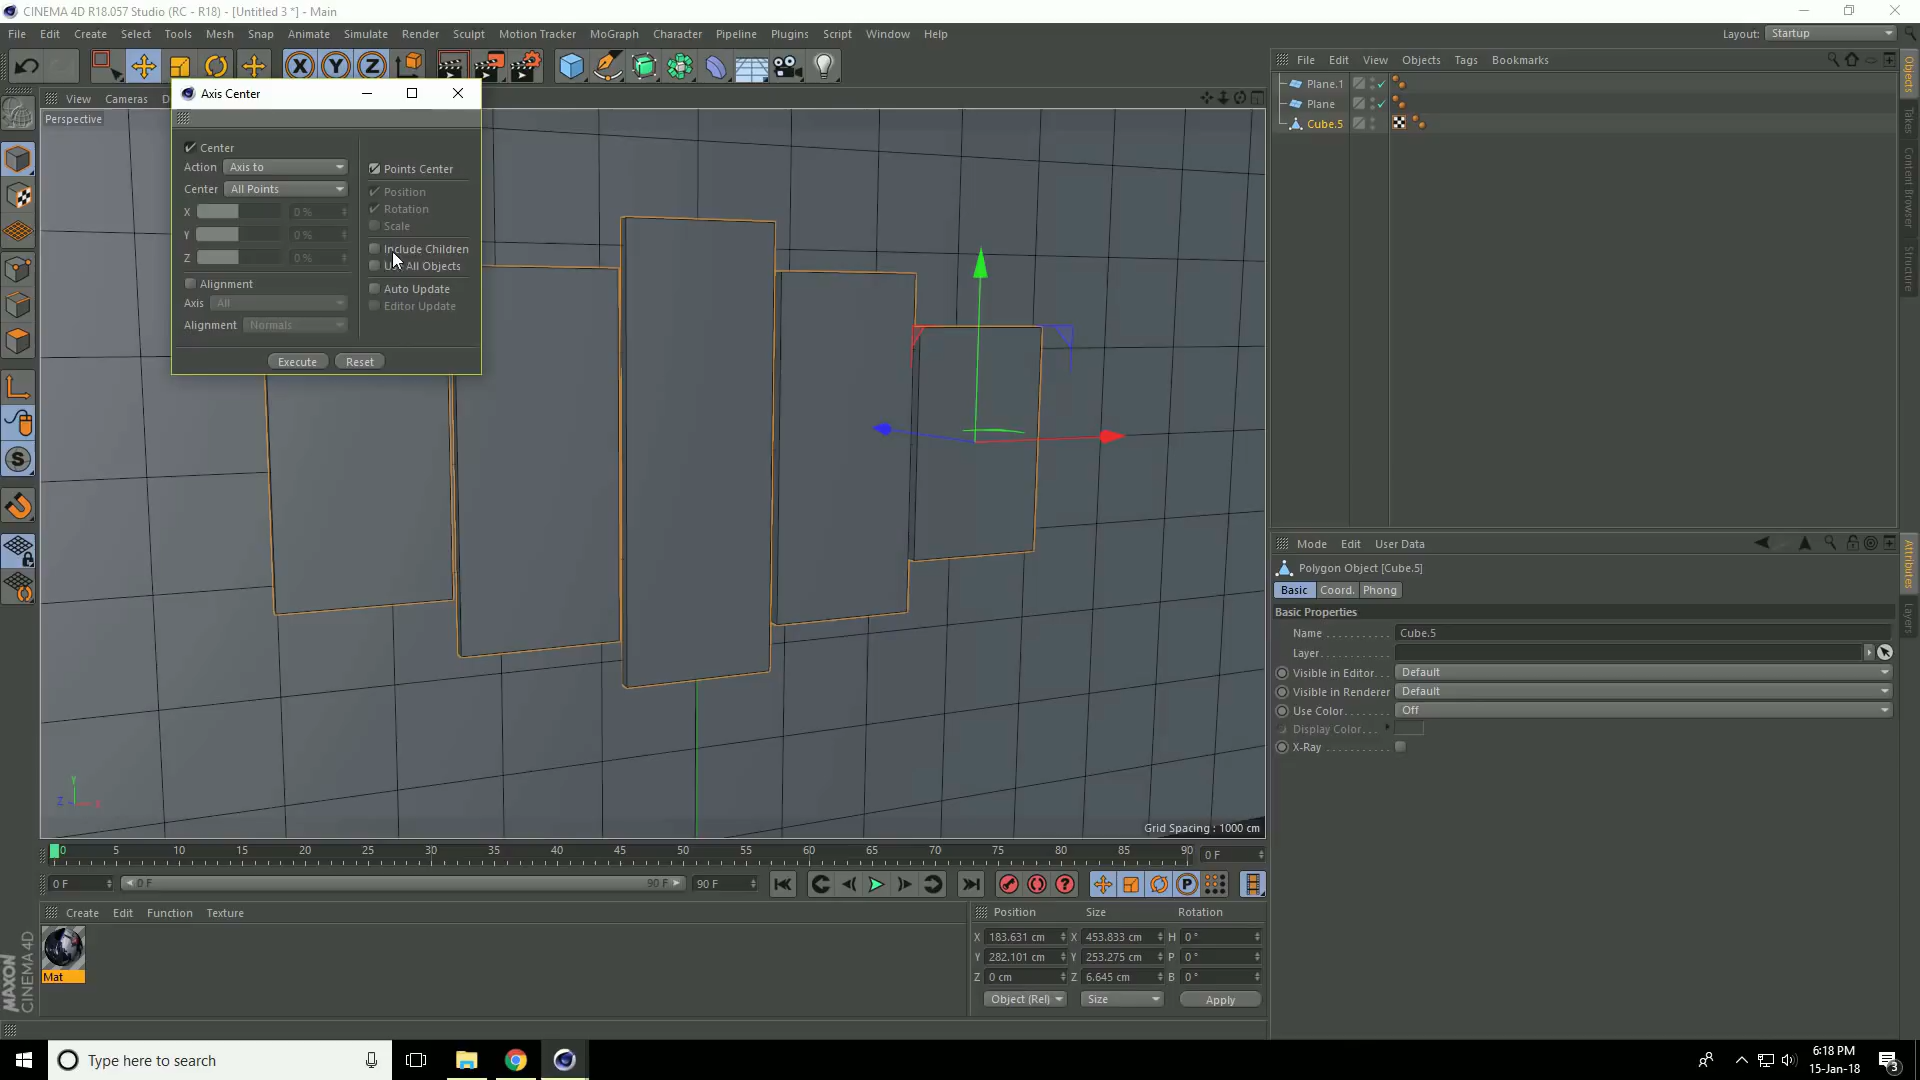 CINEMA 4D R18.057 Studio (RC - R18) - [Untitled 3 *] - Main
File Edit Create Select Tools Mesh Snap Animate Simulate Render Sculpt Motion Tracker MoGraph Character Pipeline Plugins Script Window Help
Layout: Startup
X Y Z
File Edit View Objects Tags Bookmarks
View Cameras D
Perspective
Axis Center
Center
Action Axis to
Center All Points
X 0 %
Y 0 %
Z 0 %
Alignment
Axis All
Alignment Normals
Points Center
Position
Rotation
Scale
Include Children
All Objects
Auto Update
Editor Update
Execute Reset
Plane.1
Plane
Cube.5
Objects
Takes
Content Browser
Structure
Mode Edit User Data
Polygon Object [Cube.5]
Basic Coord. Phong
Basic Properties
Name Cube.5
Layer
Visible in Editor Default
Visible in Renderer Default
Use Color Off
Display Color
X-Ray
Attributes
Layers
Y
Z X
Grid Spacing : 1000 cm
0 5 10 15 20 25 30 35 40 45 50 55 60 65 70 75 80 85 90
0 F
0 F 0 F 90 F 90 F
P
Create Edit Function Texture
Mat
MAXON
CINEMA 4D
Position Size Rotation
X 183.631 cm X 453.833 cm H 0 °
Y 282.101 cm Y 253.275 cm P 0 °
Z 0 cm Z 6.645 cm B 0 °
Object (Rel) Size Apply
Type here to search
6:18 PM
15-Jan-18
3